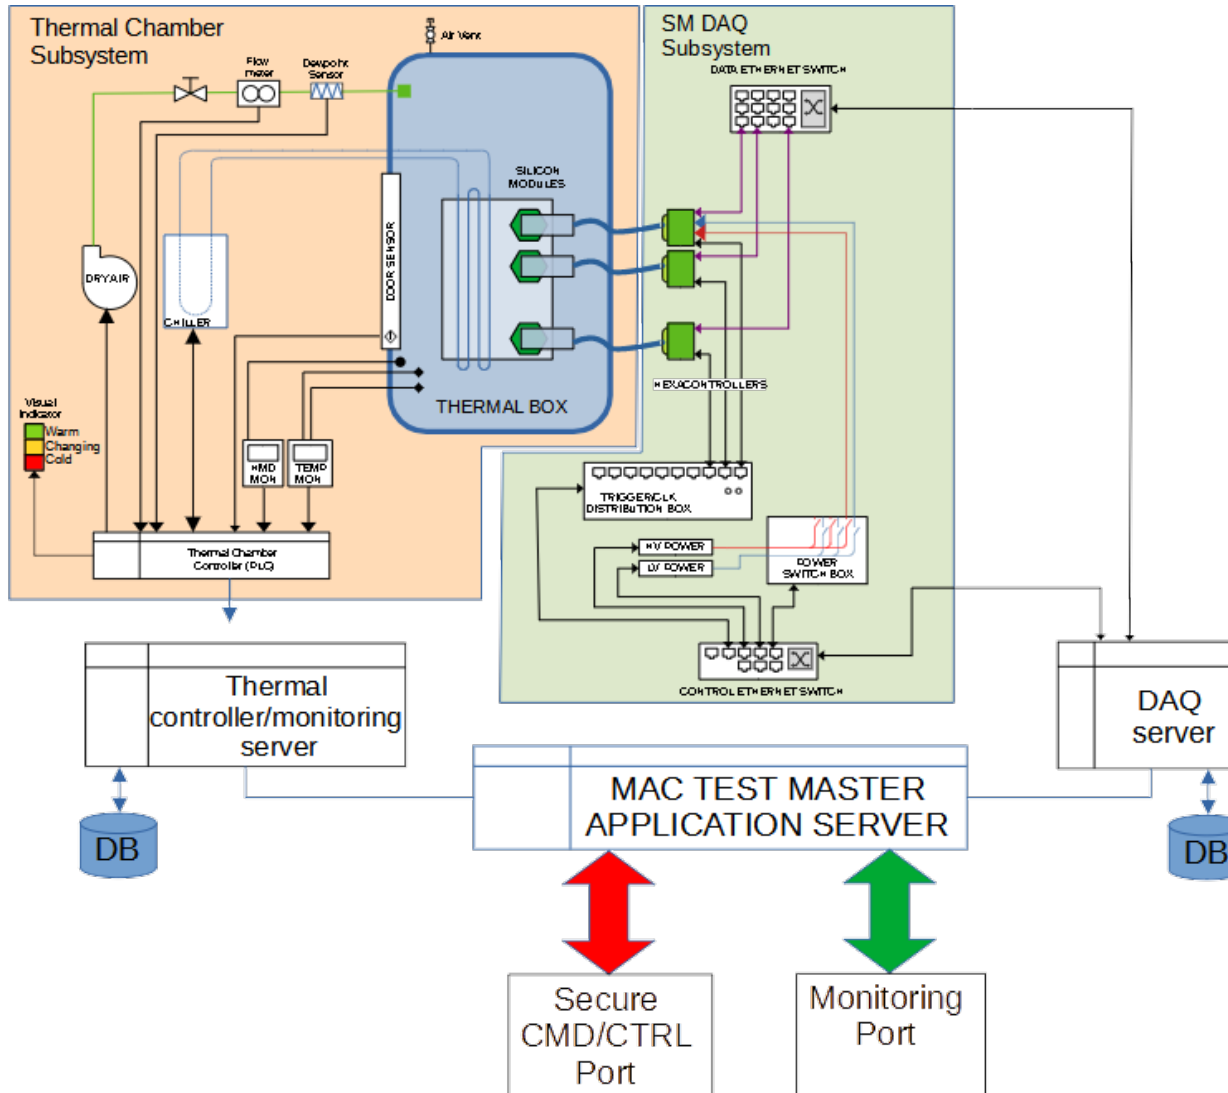 Thermal Chamber
Subsystem
Air Vent
SM DAQ
Subsystem
Flow
meter
Dewpoint
Sensor
DATA ETHERNET SWITCH
SILICON
MODULES
DOOR SENSOR
DRY AIR
CHILLER
HEXACONTROLLERS
THERMAL BOX
Visual
Indicator
Warm
Changing
Cold
HMD
MON
TEMP
MON
TRIGGER/CLK
DISTRIBUTION BOX
HV POWER
LV POWER
POWER
SWITCH BOX
Thermal Chamber
Controller (PLC)
CONTROL ETHERNET SWITCH
Thermal
controller/monitoring
server
DAQ
server
MAC TEST MASTER
APPLICATION SERVER
DB
DB
Secure
CMD/CTRL
Port
Monitoring
Port